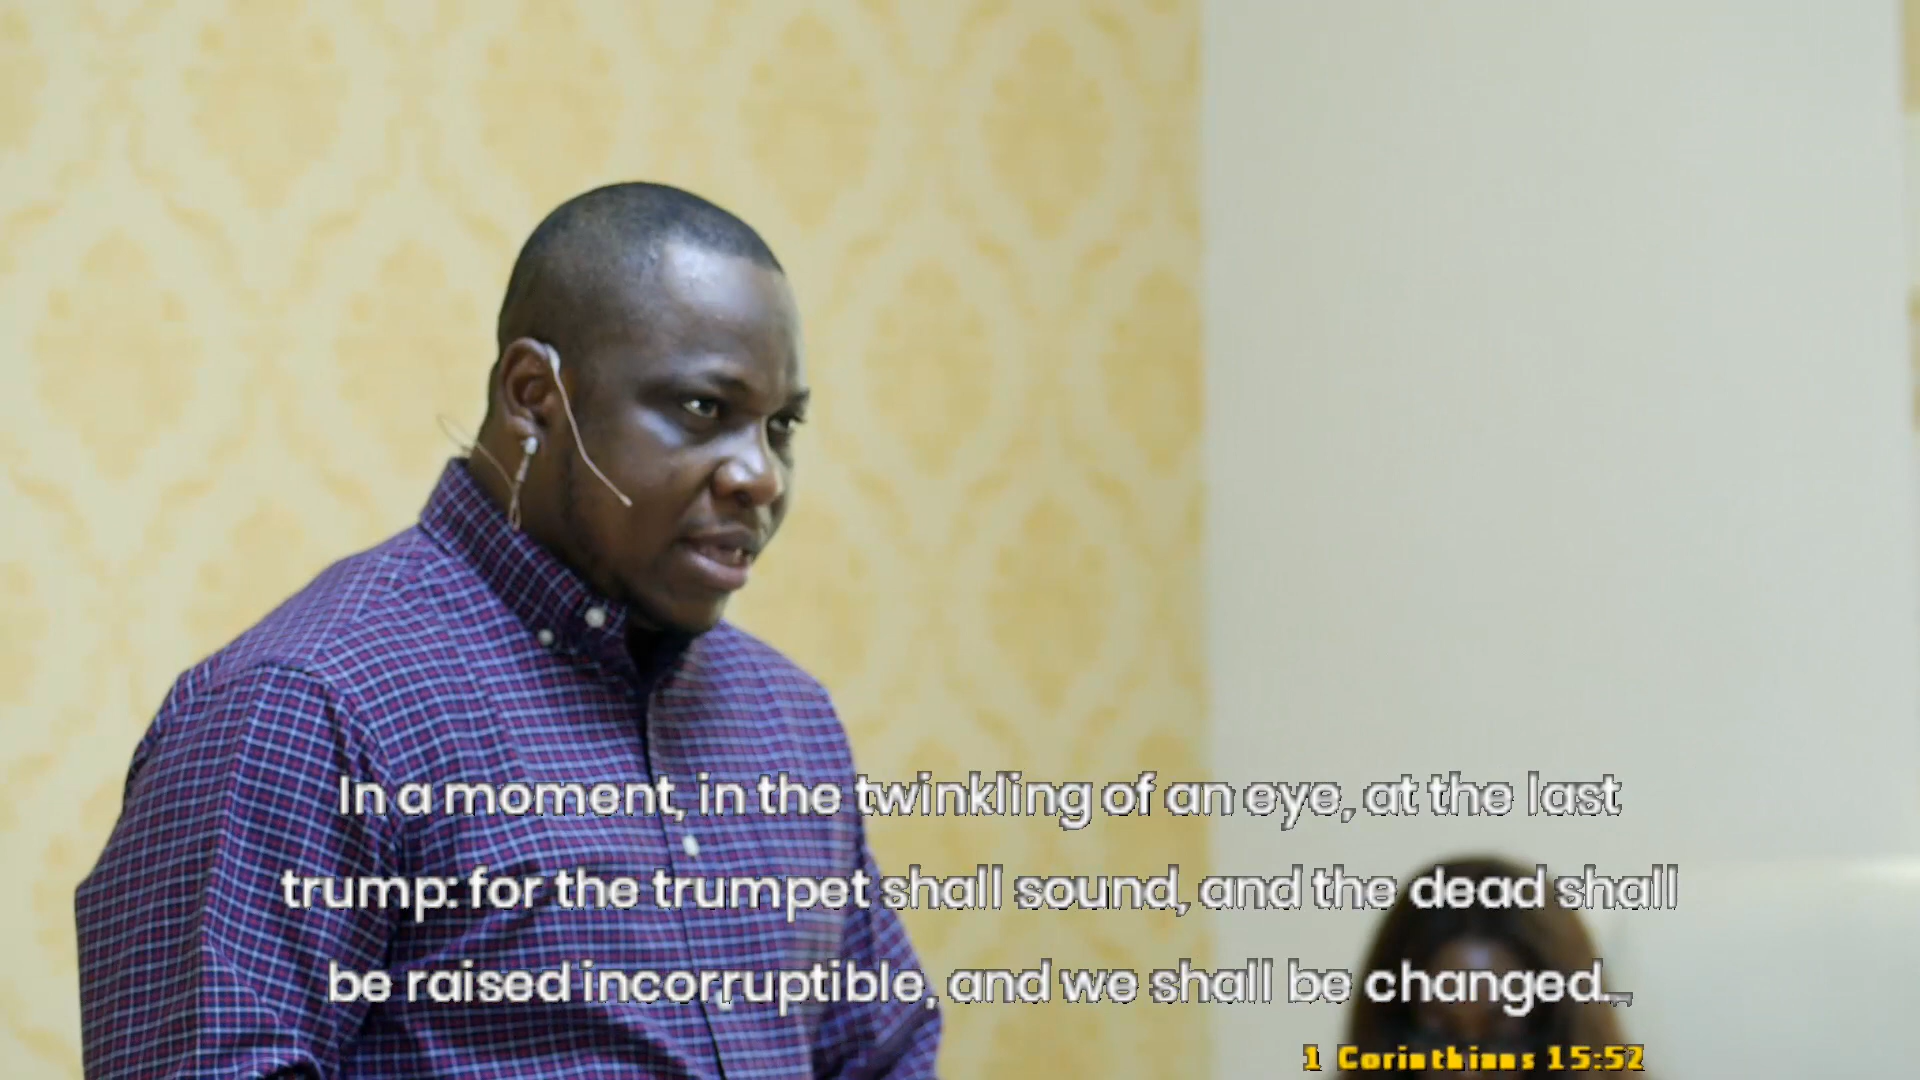 In a moment, in the twinkling of an eye, at the last
trump: for the trumpet shall sound, and the dead shall
be raised incorruptible, and we shall be changed...
1 Corinthians 15:52